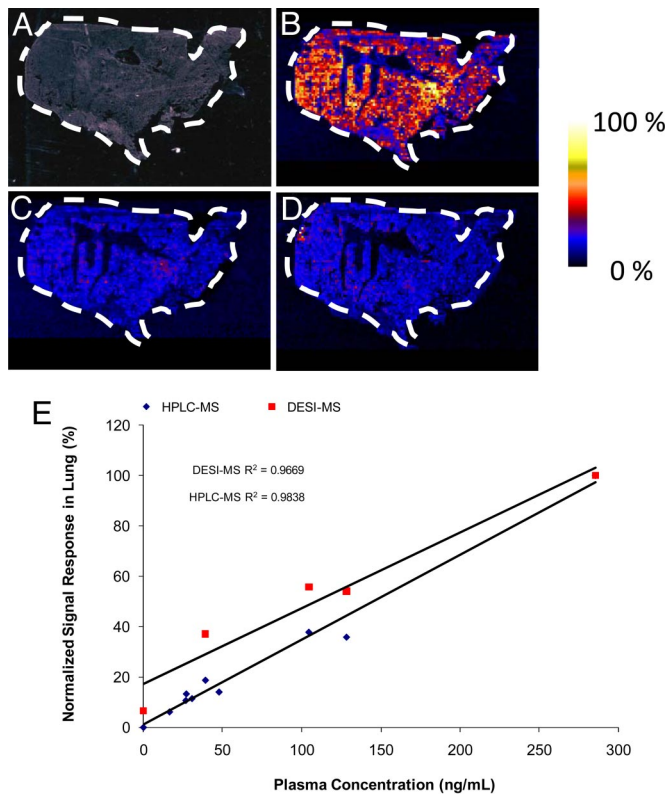 A
B
C
D
100 %
0 %
E
HPLC-MS
DESI-MS
DESI-MS R² = 0.9669
HPLC-MS R² = 0.9838
Normalized Signal Response in Lung (%)
120
100
80
60
40
20
0
0 50 100 150 200 250 300
Plasma Concentration (ng/mL)